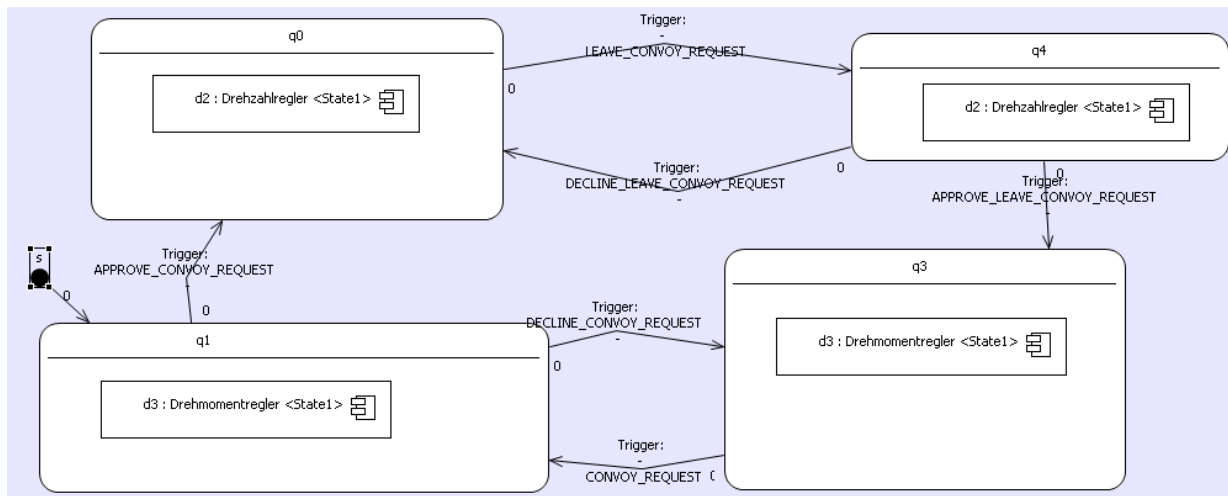 Trigger:
-
LEAVE_CONVOY_REQUEST
q0
0
d2 : Drehzahlregler <State1>
q4
d2 : Drehzahlregler <State1>
Trigger:
DECLINE_LEAVE_CONVOY_REQUEST
-
0
0
Trigger:
APPROVE_LEAVE_CONVOY_REQUEST
-
s
0
Trigger:
APPROVE_CONVOY_REQUEST
-
0
q3
d3 : Drehmomentregler <State1>
Trigger:
DECLINE_CONVOY_REQUEST
-
0
q1
d3 : Drehmomentregler <State1>
Trigger:
-
CONVOY_REQUEST